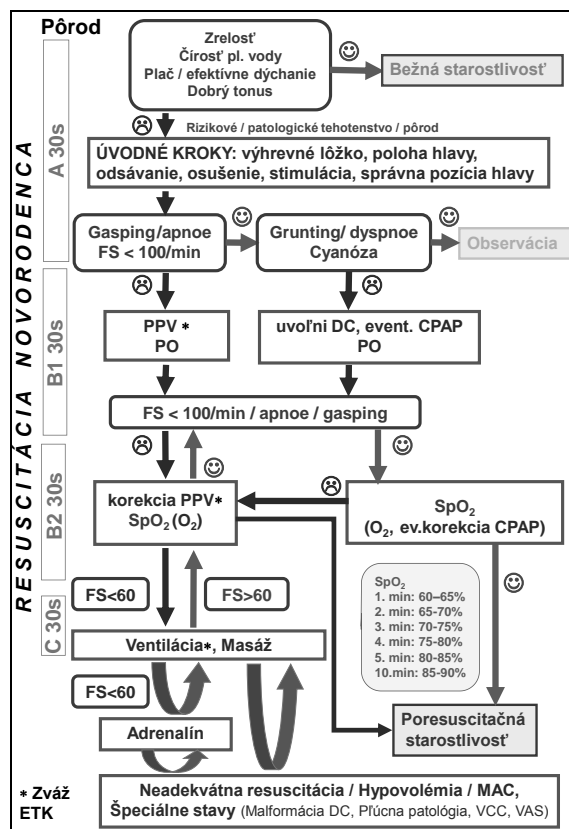 Pôrod
RESUSCITÁCIA NOVORODENCA
A 30s
B1 30s
B2 30s
C 30s
Zrelosť
Čírosť pl. vody
Plač / efektívne dýchanie
Dobrý tonus
Bežná starostlivosť
Rizikové / patologické tehotenstvo / pôrod
ÚVODNÉ KROKY: výhrevné lôžko, poloha hlavy,
odsávanie, osušenie, stimulácia, správna pozícia hlavy
Gasping/apnoe
FS < 100/min
Grunting/ dyspnoe
Cyanóza
Observácia
PPV *
PO
uvoľni DC, event. CPAP
PO
FS < 100/min / apnoe / gasping
korekcia PPV*
SpO₂ (O₂)
SpO₂
(O₂, ev.korekcia CPAP)
FS<60
FS>60
SpO₂
1. min: 60–65%
2. min: 65-70%
3. min: 70-75%
4. min: 75-80%
5. min: 80-85%
10.min: 85-90%
Ventilácia*, Masáž
FS<60
Adrenalín
Poresuscitačná
starostlivosť
* Zváž
ETK
Neadekvátna resuscitácia / Hypovolémia / MAC,
Špeciálne stavy (Malformácia DC, Pľúcna patológia, VCC, VAS)